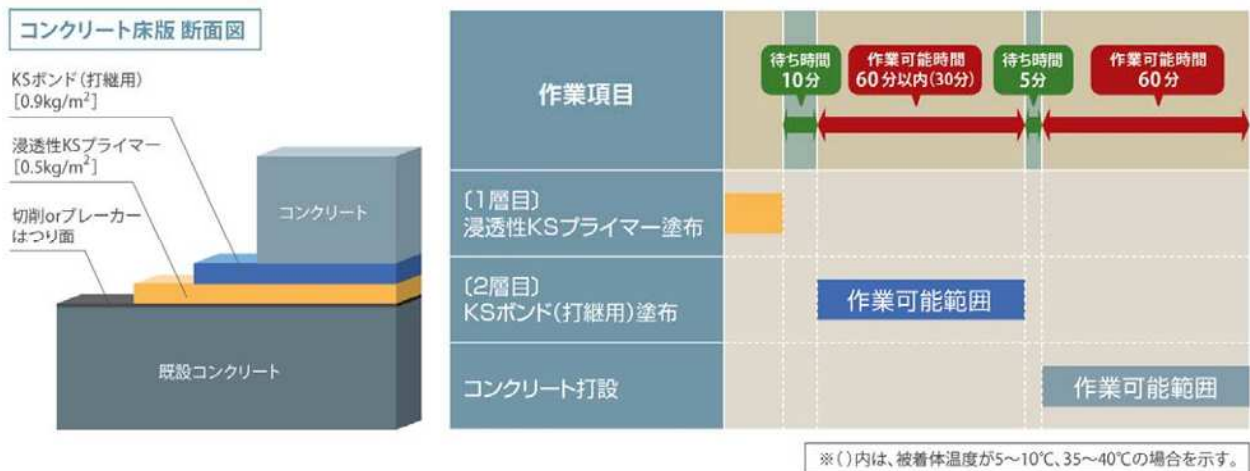 コンクリート床版 断面図
KSボンド(打継用)
[0.9kg/m²]
浸透性KSプライマー
[0.5kg/m²]
切削orブレーカー
はつり面
コンクリート
既設コンクリート
作業項目
待ち時間
10分
作業可能時間
60分以内(30分)
待ち時間
5分
作業可能時間
60分
〔1層目〕
浸透性KSプライマー塗布
〔2層目〕
KSボンド(打継用)塗布
作業可能範囲
コンクリート打設
作業可能範囲
※( )内は、被着体温度が5～10℃、35～40℃の場合を示す。